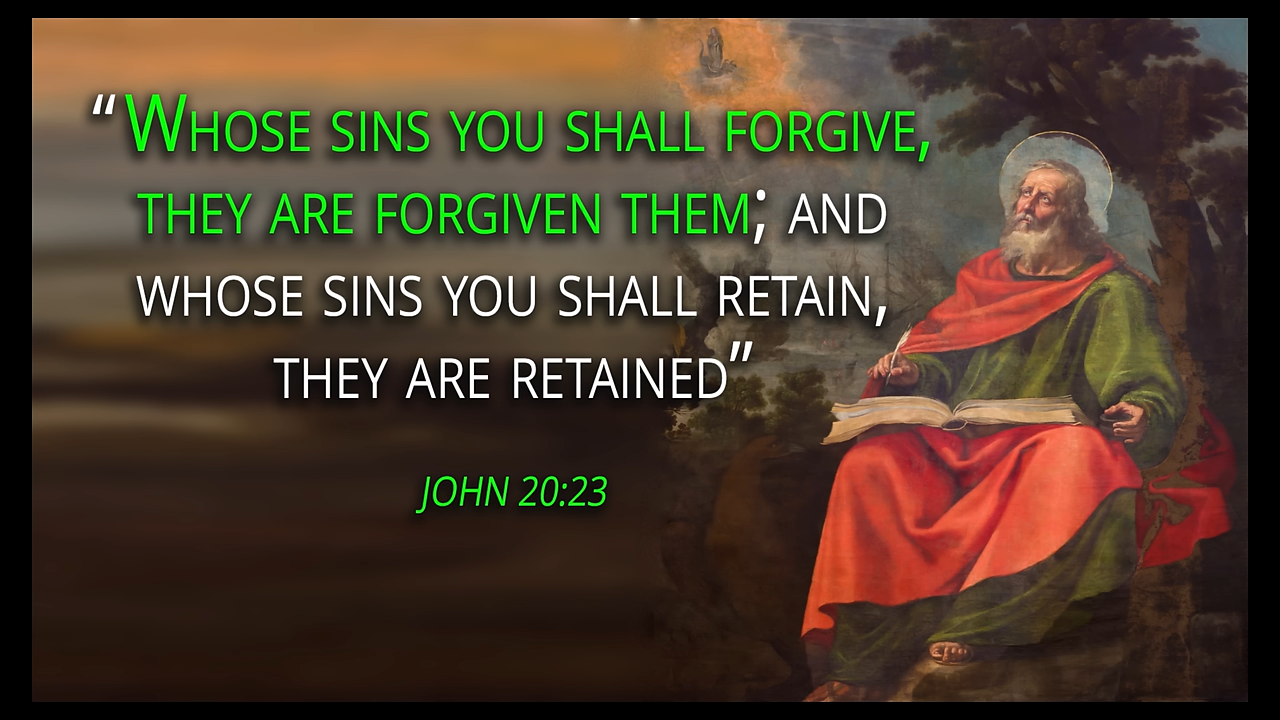 “Whose sins you shall forgive,
they are forgiven them; and
whose sins you shall retain,
they are retained”
JOHN 20:23